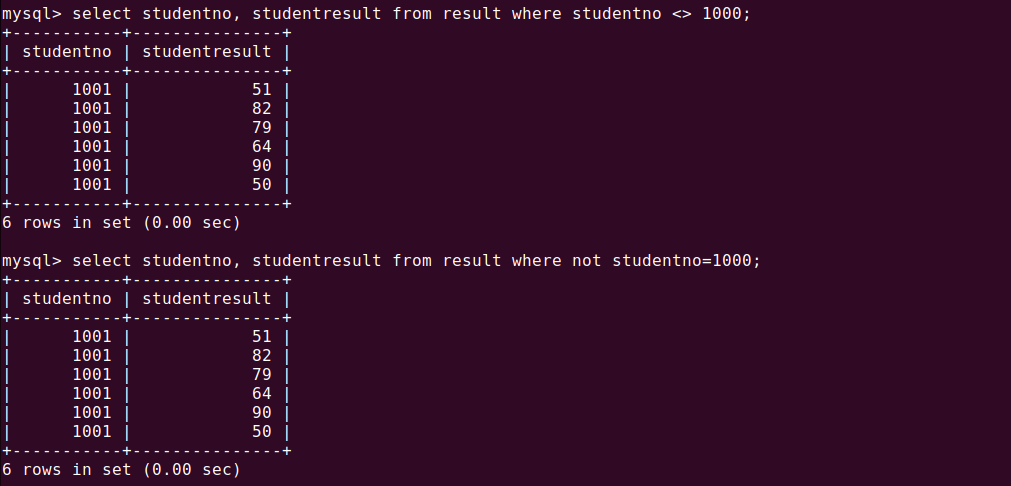 mysql> select studentno, studentresult from result where studentno <> 1000;
+-----------+---------------+
| studentno | studentresult |
+-----------+---------------+
|      1001 |            51 |
|      1001 |            82 |
|      1001 |            79 |
|      1001 |            64 |
|      1001 |            90 |
|      1001 |            50 |
+-----------+---------------+
6 rows in set (0.00 sec)

mysql> select studentno, studentresult from result where not studentno=1000;
+-----------+---------------+
| studentno | studentresult |
+-----------+---------------+
|      1001 |            51 |
|      1001 |            82 |
|      1001 |            79 |
|      1001 |            64 |
|      1001 |            90 |
|      1001 |            50 |
+-----------+---------------+
6 rows in set (0.00 sec)